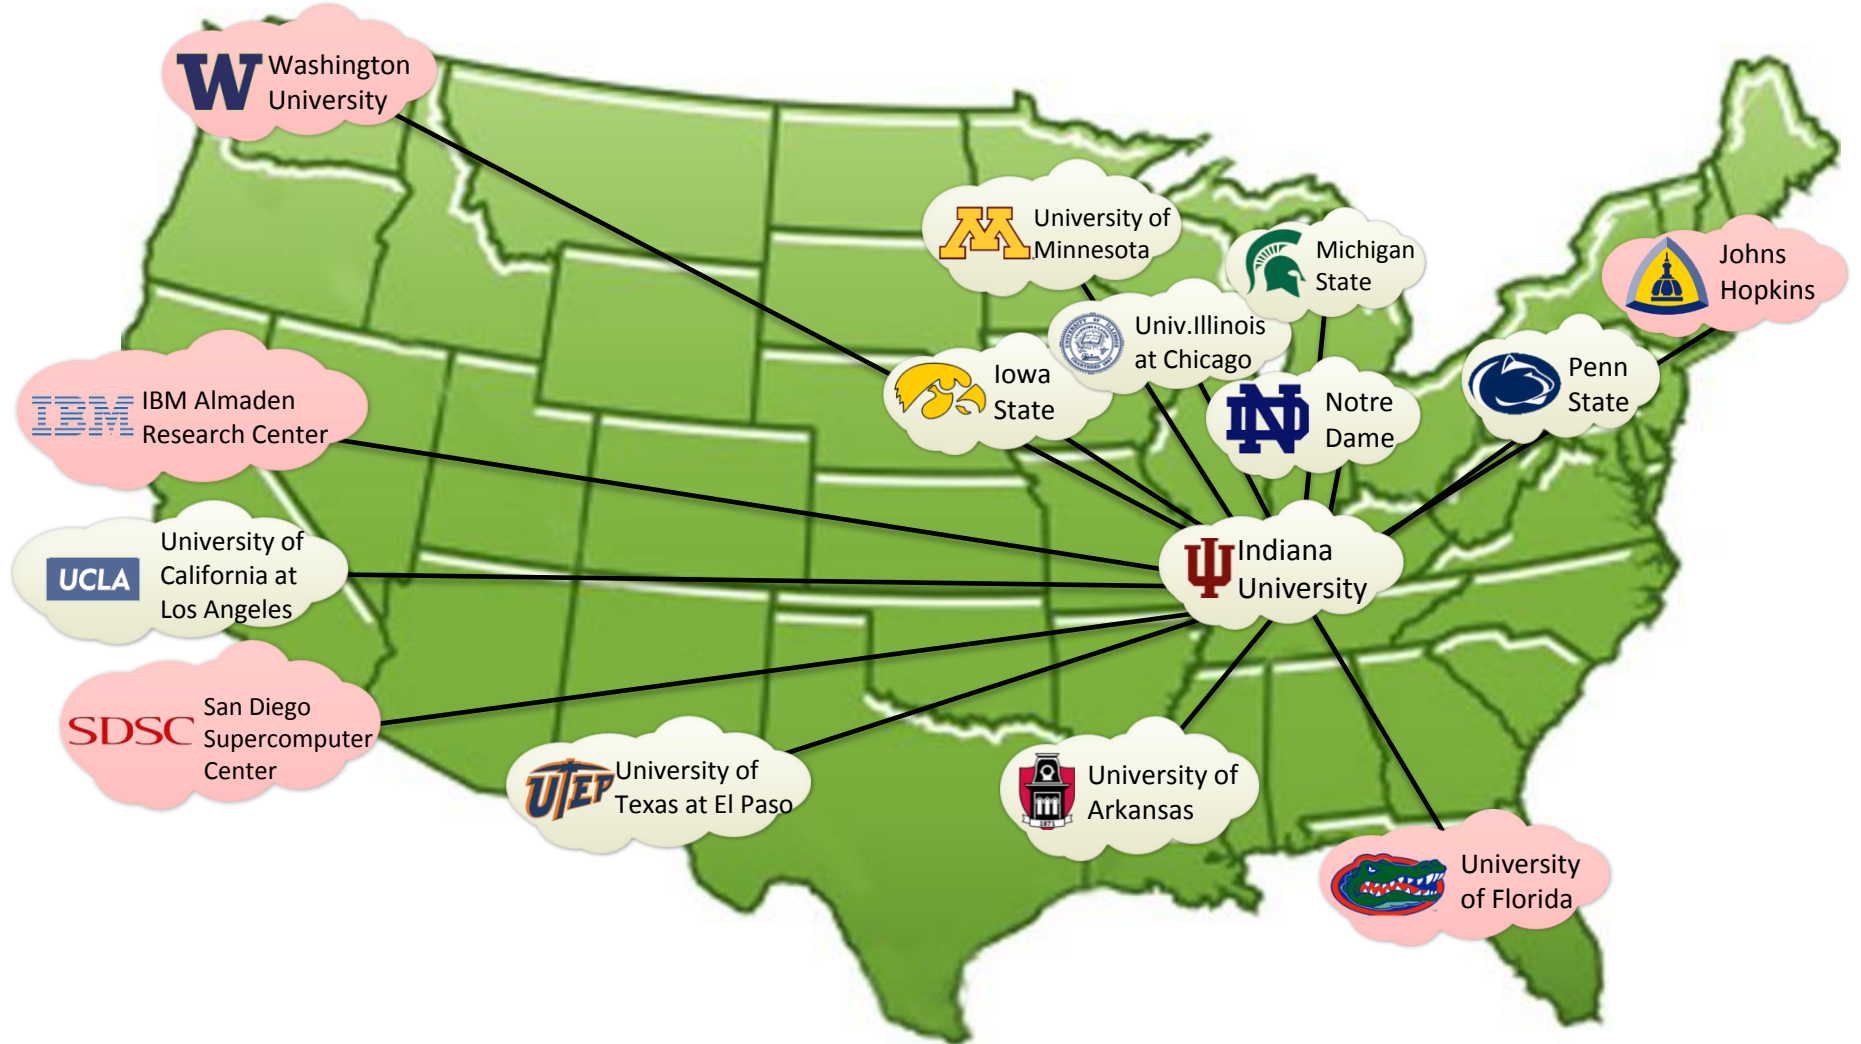 W
Washington
University
University of
Minnesota
Michigan
State
Johns
Hopkins
Univ.Illinois
at Chicago
Penn
State
Iowa
State
Notre
Dame
IBM
IBM Almaden
Research Center
Indiana
University
UCLA
University of
California at
Los Angeles
SDSC
San Diego
Supercomputer
Center
UTEP
University of
Texas at El Paso
University of
Arkansas
1871
University
of Florida